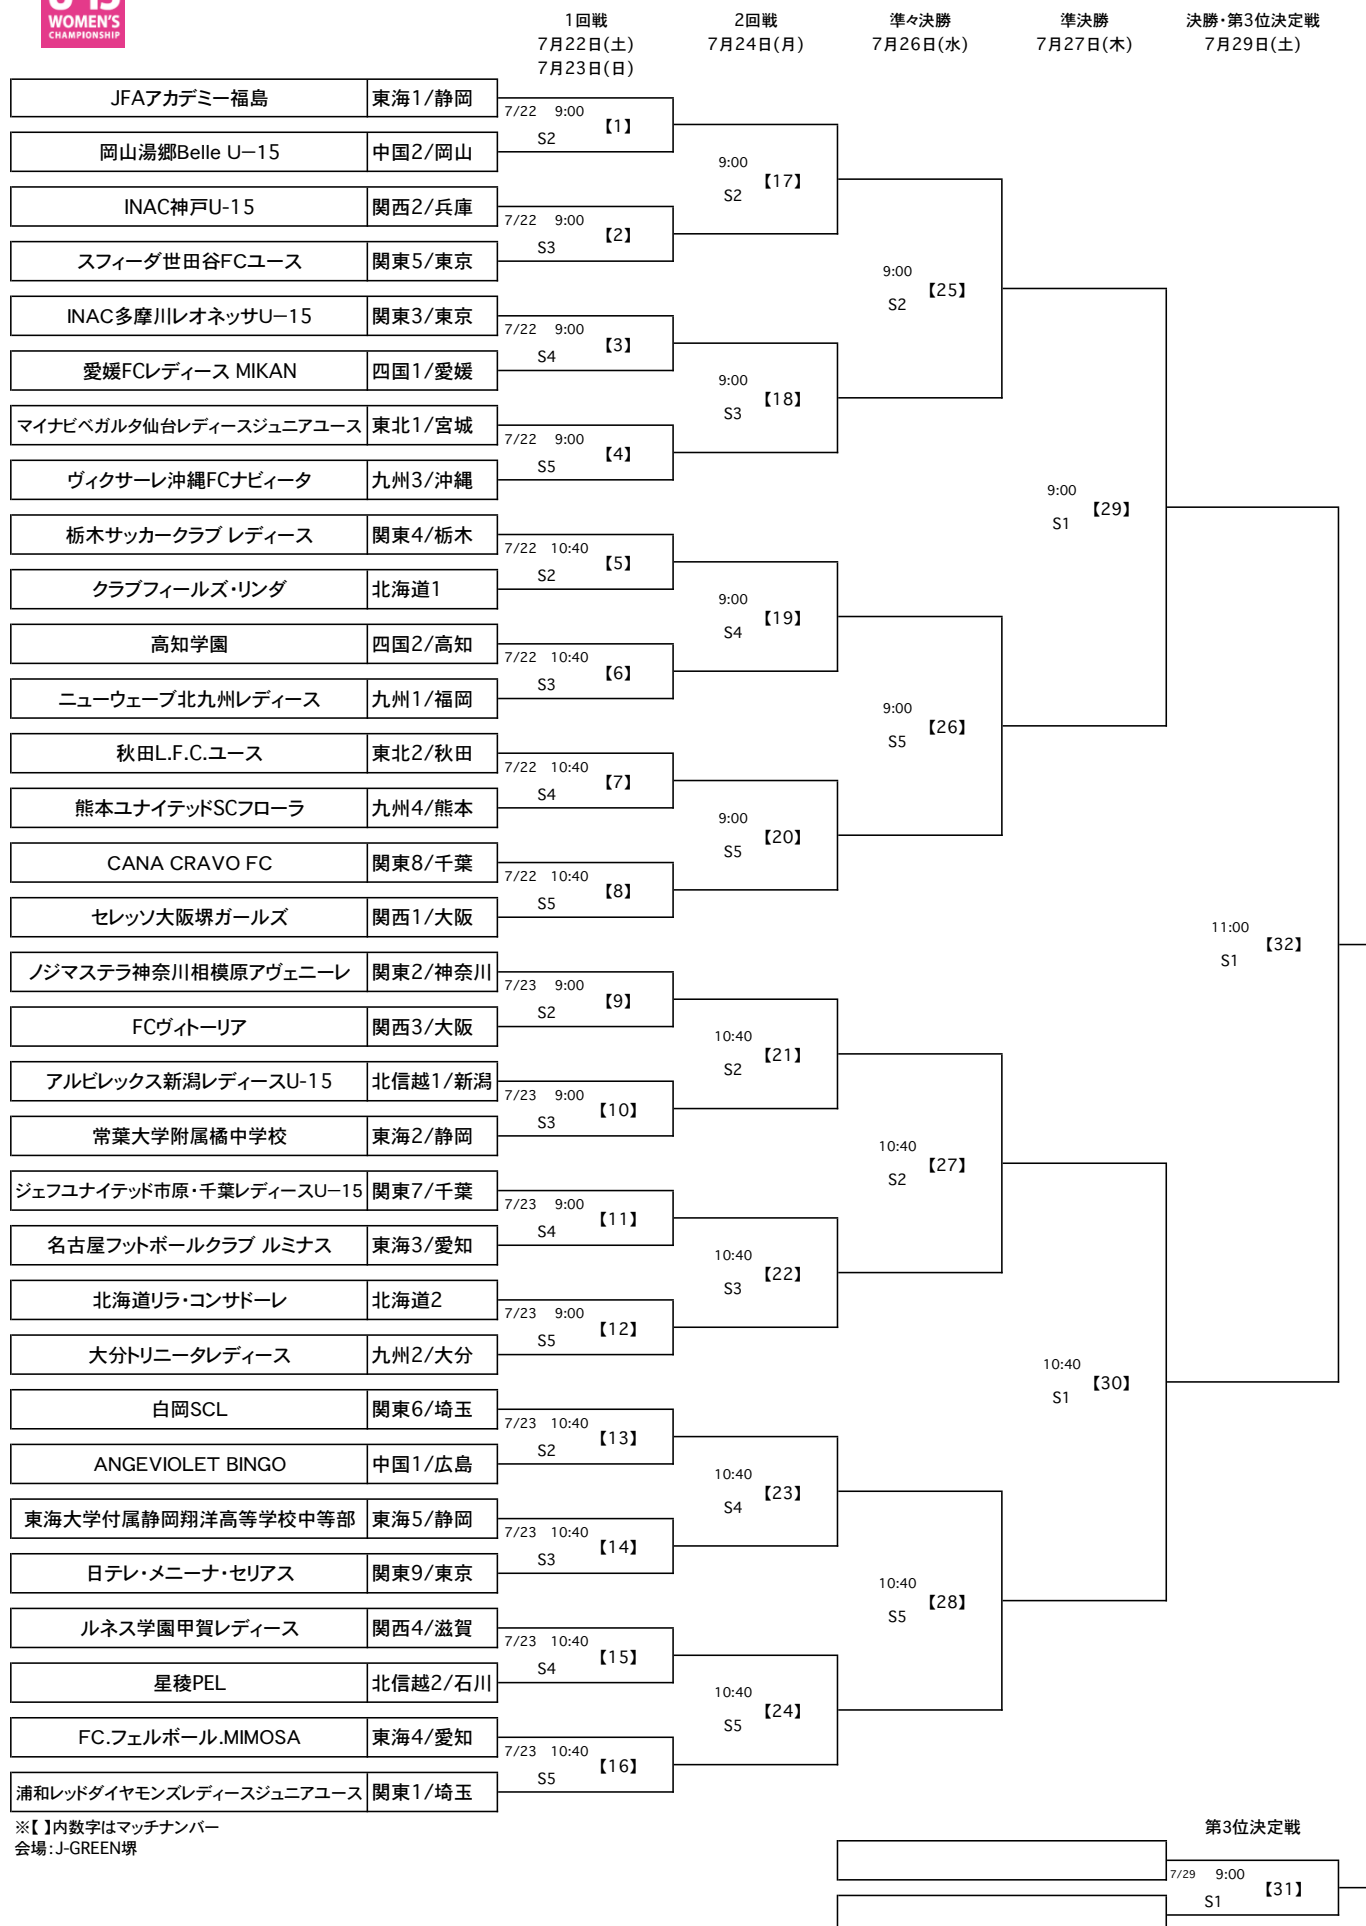 U-15
WOMEN'S
CHAMPIONSHIP
1回戦 2回戦 準々決勝 準決勝 決勝・第3位決定戦
7月22日(土) 7月24日(月) 7月26日(水) 7月27日(木) 7月29日(土)
7月23日(日)
JFAアカデミー福島 東海1/静岡
7/22 9:00 【1】
S2
岡山湯郷Belle U−15 中国2/岡山
9:00 【17】
S2
INAC神戸U-15 関西2/兵庫
7/22 9:00 【2】
S3
スフィーダ世田谷FCユース 関東5/東京
9:00 【25】
S2
INAC多摩川レオネッサU−15 関東3/東京
7/22 9:00 【3】
S4
愛媛FCレディース MIKAN 四国1/愛媛
9:00 【18】
S3
マイナビベガルタ仙台レディースジュニアユース 東北1/宮城
7/22 9:00 【4】
S5
ヴィクサーレ沖縄FCナビィータ 九州3/沖縄
9:00 【29】
S1
栃木サッカークラブ レディース 関東4/栃木
7/22 10:40 【5】
S2
クラブフィールズ・リンダ 北海道1
9:00 【19】
S4
高知学園 四国2/高知
7/22 10:40 【6】
S3
ニューウェーブ北九州レディース 九州1/福岡
9:00 【26】
S5
秋田L.F.C.ユース 東北2/秋田
7/22 10:40 【7】
S4
熊本ユナイテッドSCフローラ 九州4/熊本
9:00 【20】
S5
CANA CRAVO FC 関東8/千葉
7/22 10:40 【8】
S5
セレッソ大阪堺ガールズ 関西1/大阪
11:00 【32】
S1
ノジマステラ神奈川相模原アヴェニーレ 関東2/神奈川
7/23 9:00 【9】
S2
FCヴィトーリア 関西3/大阪
10:40 【21】
S2
アルビレックス新潟レディースU-15 北信越1/新潟
7/23 9:00 【10】
S3
常葉大学附属橘中学校 東海2/静岡
10:40 【27】
S2
ジェフユナイテッド市原・千葉レディースU−15 関東7/千葉
7/23 9:00 【11】
S4
名古屋フットボールクラブ ルミナス 東海3/愛知
10:40 【22】
S3
北海道リラ・コンサドーレ 北海道2
7/23 9:00 【12】
S5
大分トリニータレディース 九州2/大分
10:40 【30】
S1
白岡SCL 関東6/埼玉
7/23 10:40 【13】
S2
ANGEVIOLET BINGO 中国1/広島
10:40 【23】
S4
東海大学付属静岡翔洋高等学校中等部 東海5/静岡
7/23 10:40 【14】
S3
日テレ・メニーナ・セリアス 関東9/東京
10:40 【28】
S5
ルネス学園甲賀レディース 関西4/滋賀
7/23 10:40 【15】
S4
星稜PEL 北信越2/石川
10:40 【24】
S5
FC.フェルボール.MIMOSA 東海4/愛知
7/23 10:40 【16】
S5
浦和レッドダイヤモンズレディースジュニアユース 関東1/埼玉
※【 】内数字はマッチナンバー
会場：J-GREEN堺
第3位決定戦
7/29 9:00 【31】
S1